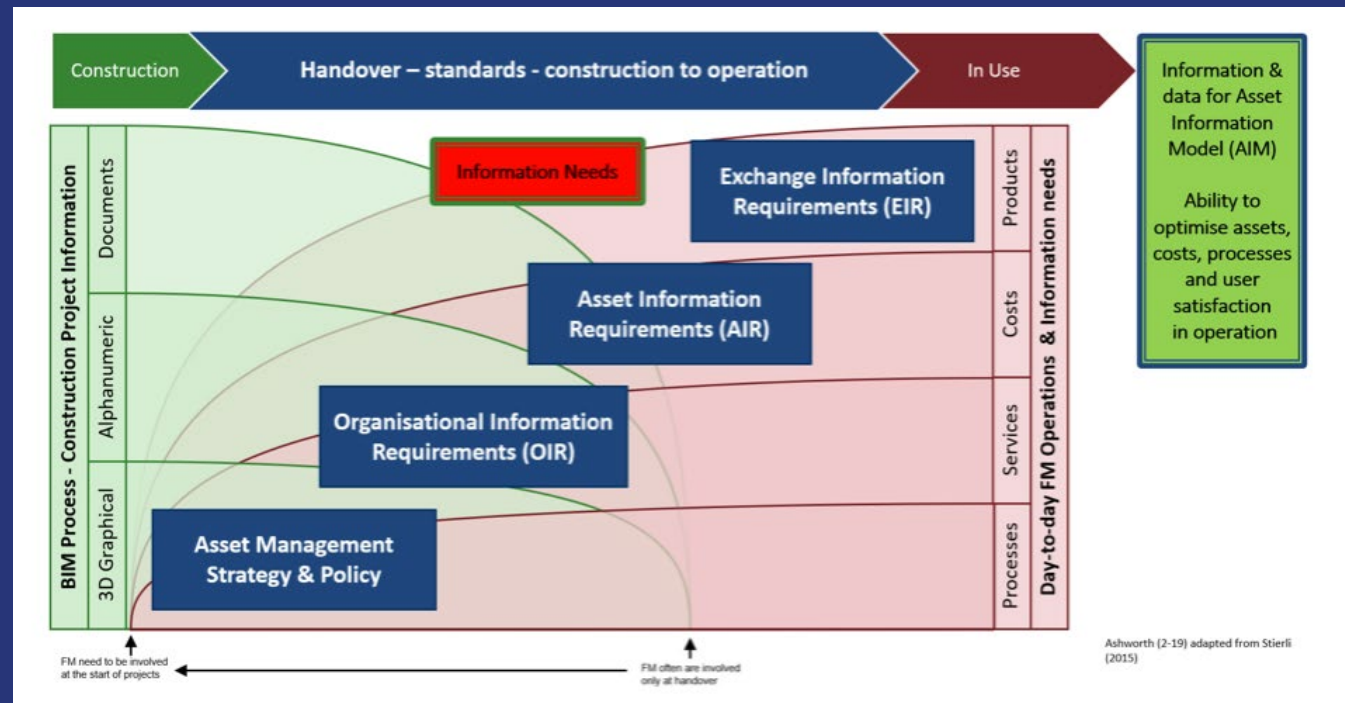 Construction
Handover – standards - construction to operation
In Use
Information &
data for Asset
Information
Model (AIM)
Ability to
optimise assets,
costs, processes
and user
satisfaction
in operation
BIM Process - Construction Project Information
Documents
Alphanumeric
3D Graphical
Information Needs
Exchange Information
Requirements (EIR)
Asset Information
Requirements (AIR)
Organisational Information
Requirements (OIR)
Asset Management
Strategy & Policy
Products
Costs
Services
Processes
Day-to-day FM Operations & Information needs
FM need to be involved
at the start of projects
FM often are involved
only at handover
Ashworth (2-19) adapted from Stierli
(2015)